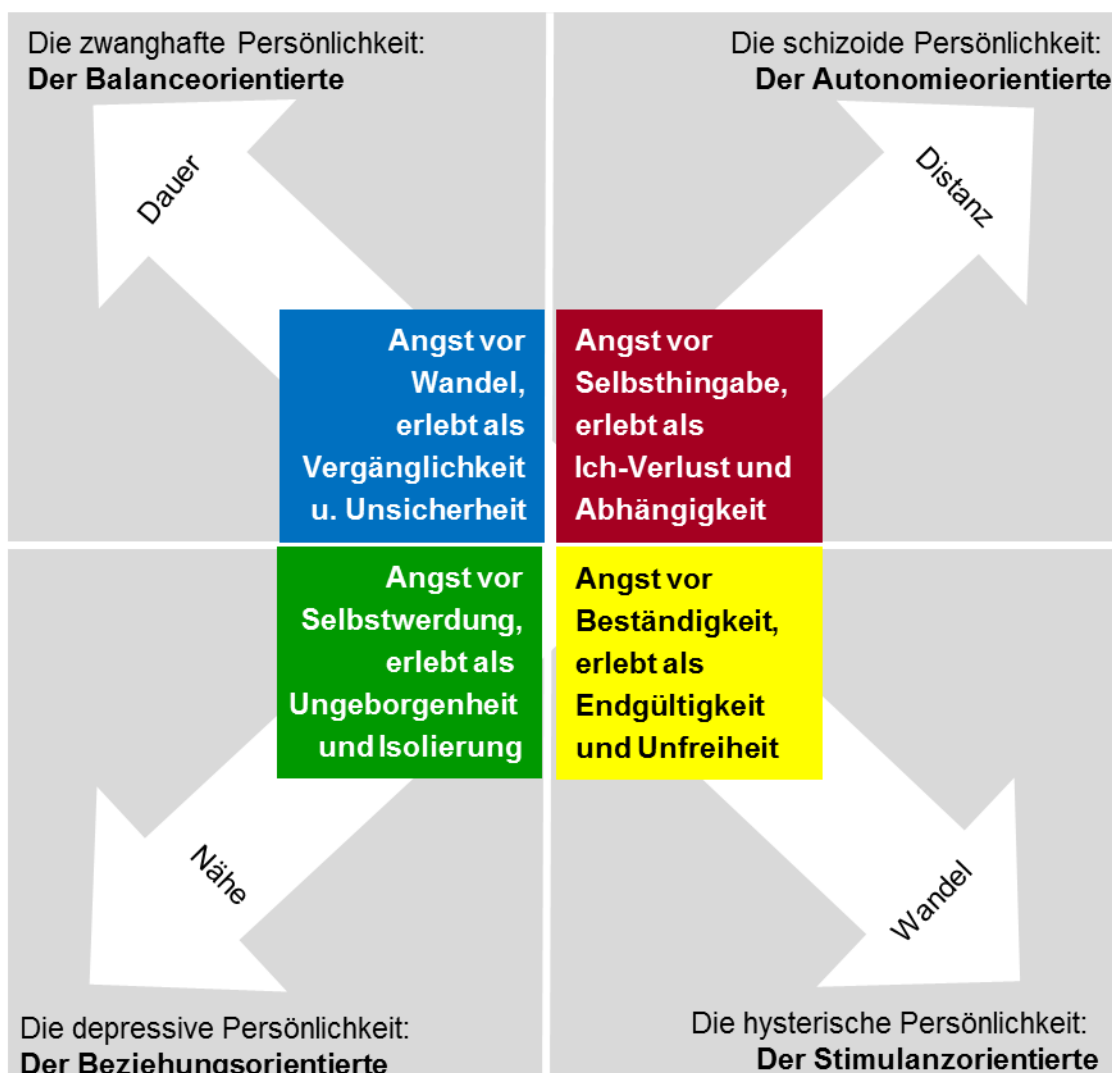 Die zwanghafte Persönlichkeit:
Der Balanceorientierte
Die schizoide Persönlichkeit:
Der Autonomieorientierte
Dauer
Distanz
Angst vor
Wandel,
erlebt als
Vergänglichkeit
u. Unsicherheit
Angst vor
Selbsthingabe,
erlebt als
Ich-Verlust und
Abhängigkeit
Angst vor
Selbstwerdung,
erlebt als
Ungeborgenheit
und Isolierung
Angst vor
Beständigkeit,
erlebt als
Endgültigkeit
und Unfreiheit
Nähe
Wandel
Die depressive Persönlichkeit:
Der Beziehungsorientierte
Die hysterische Persönlichkeit:
Der Stimulanzorientierte